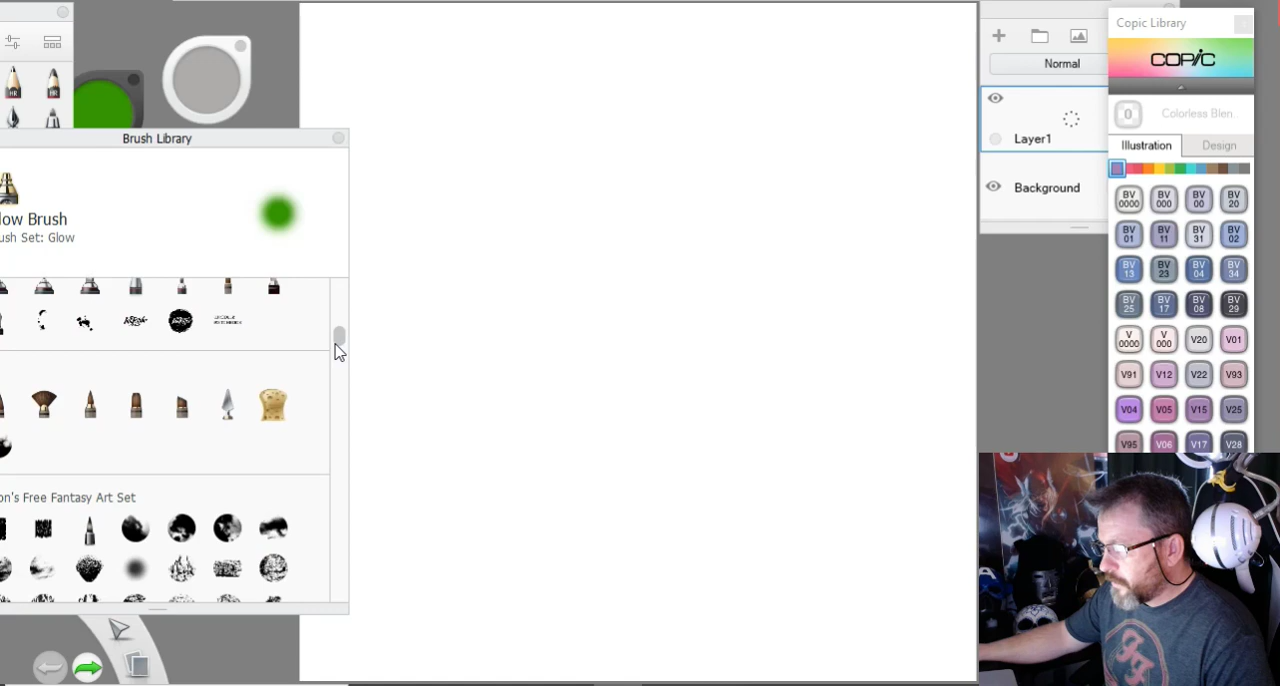 Copic Library
COPIC
Normal
HR
HR
0
Colorless Blen..
Brush Library
Layer1
Illustration
Design
low Brush
ush Set: Glow
Background
BV 0000
BV 000
BV 00
BV 20
BV 01
BV 11
BV 31
BV 02
BV 13
BV 23
BV 04
BV 34
BV 25
BV 17
BV 08
BV 29
V 0000
V 000
V20
V01
V91
V12
V22
V93
V04
V05
V15
V25
V95
V06
V17
V28
on's Free Fantasy Art Set